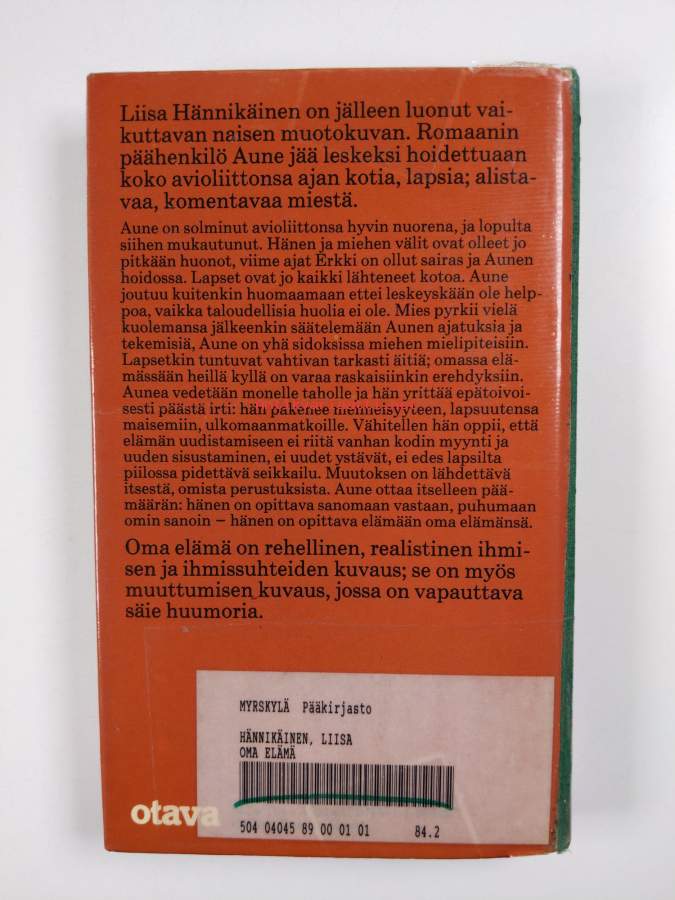 Liisa Hännikäinen on jälleen luonut vai-
kuttavan naisen muotokuvan. Romaanin
päähenkilö Aune jää leskeksi hoidettuaan
koko avioliittonsa ajan kotia, lapsia; alista-
vaa, komentavaa miestä.
Aune on solminut avioliittonsa hyvin nuorena, ja lopulta
siihen mukautunut. Hänen ja miehen välit ovat olleet jo
pitkään huonot, viime ajat Erkki on ollut sairas ja Aunen
hoidossa. Lapset ovat jo kaikki lähteneet kotoa. Aune
joutuu kuitenkin huomaamaan ettei leskeyskään ole help-
poa, vaikka taloudellisia huolia ei ole. Mies pyrkii vielä
kuolemansa jälkeenkin säätelemään Aunen ajatuksia ja
tekemisiä, Aune on yhä sidoksissa miehen mielipiteisiin.
Lapsetkin tuntuvat vahtivan tarkasti äitiä; omassa elä-
mässään heillä kyllä on varaa raskaisiinkin erehdyksiin.
Aunea vedetään monelle taholle ja hän yrittää epätoivoi-
sesti päästä irti: hän pakenee menneisyyteen, lapsuutensa
maisemiin, ulkomaanmatkoille. Vähitellen hän oppii, että
elämän uudistamiseen ei riitä vanhan kodin myynti ja
uuden sisustaminen, ei uudet ystävät, ei edes lapsilta
piilossa pidettävä seikkailu. Muutoksen on lähdettävä
itsestä, omista perustuksista. Aune ottaa itselleen pää-
määrän: hänen on opittava sanomaan vastaan, puhumaan
omin sanoin – hänen on opittava elämään oma elämänsä.
Oma elämä on rehellinen, realistinen ihmi-
sen ja ihmissuhteiden kuvaus; se on myös
muuttumisen kuvaus, jossa on vapauttava
säie huumoria.
MYRSKYLÄ Pääkirjasto
HÄNNIKÄINEN, LIISA
OMA ELÄMÄ
504 04045 89 00 01 01 84.2
otava